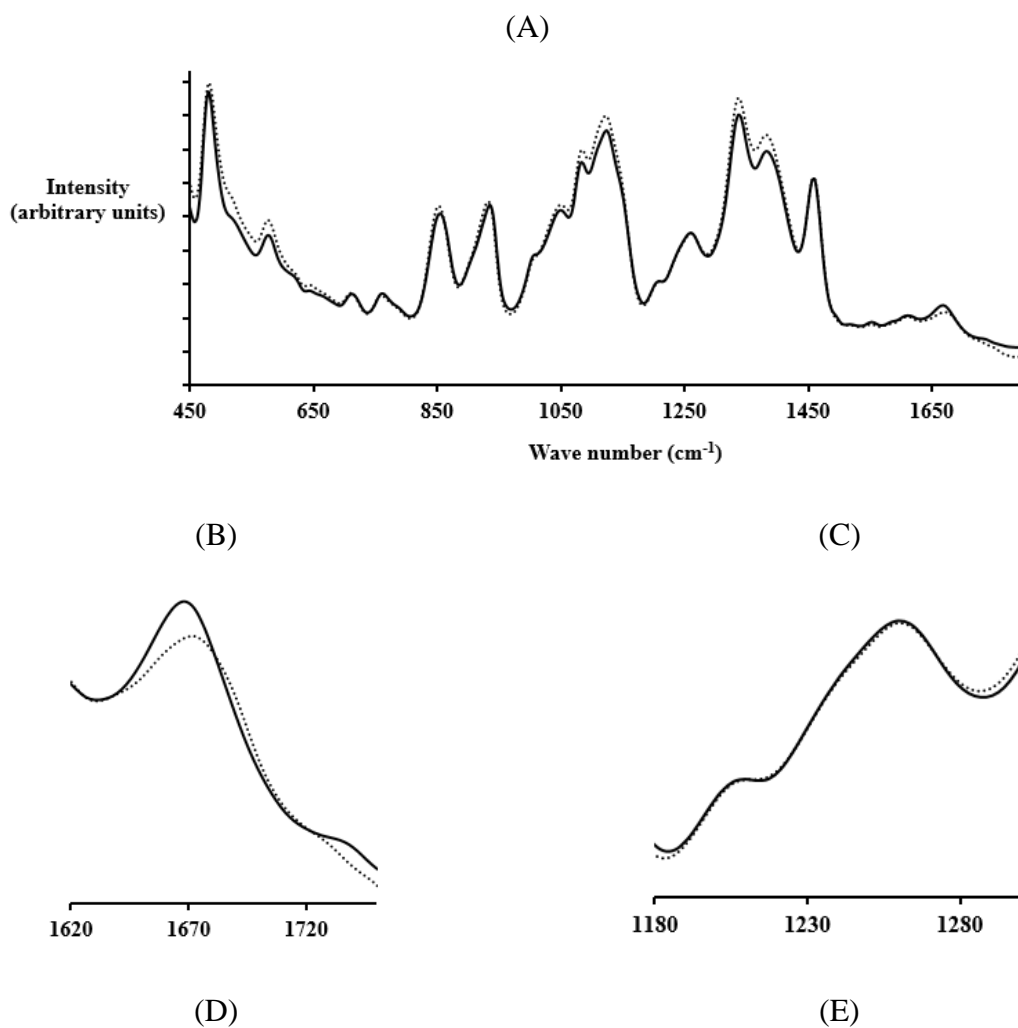 (A)
Intensity
(arbitrary units)
450 650 850 1050 1250 1450 1650
Wave number (cm-1)
(B) (C)
1620 1670 1720
1180 1230 1280
(D) (E)